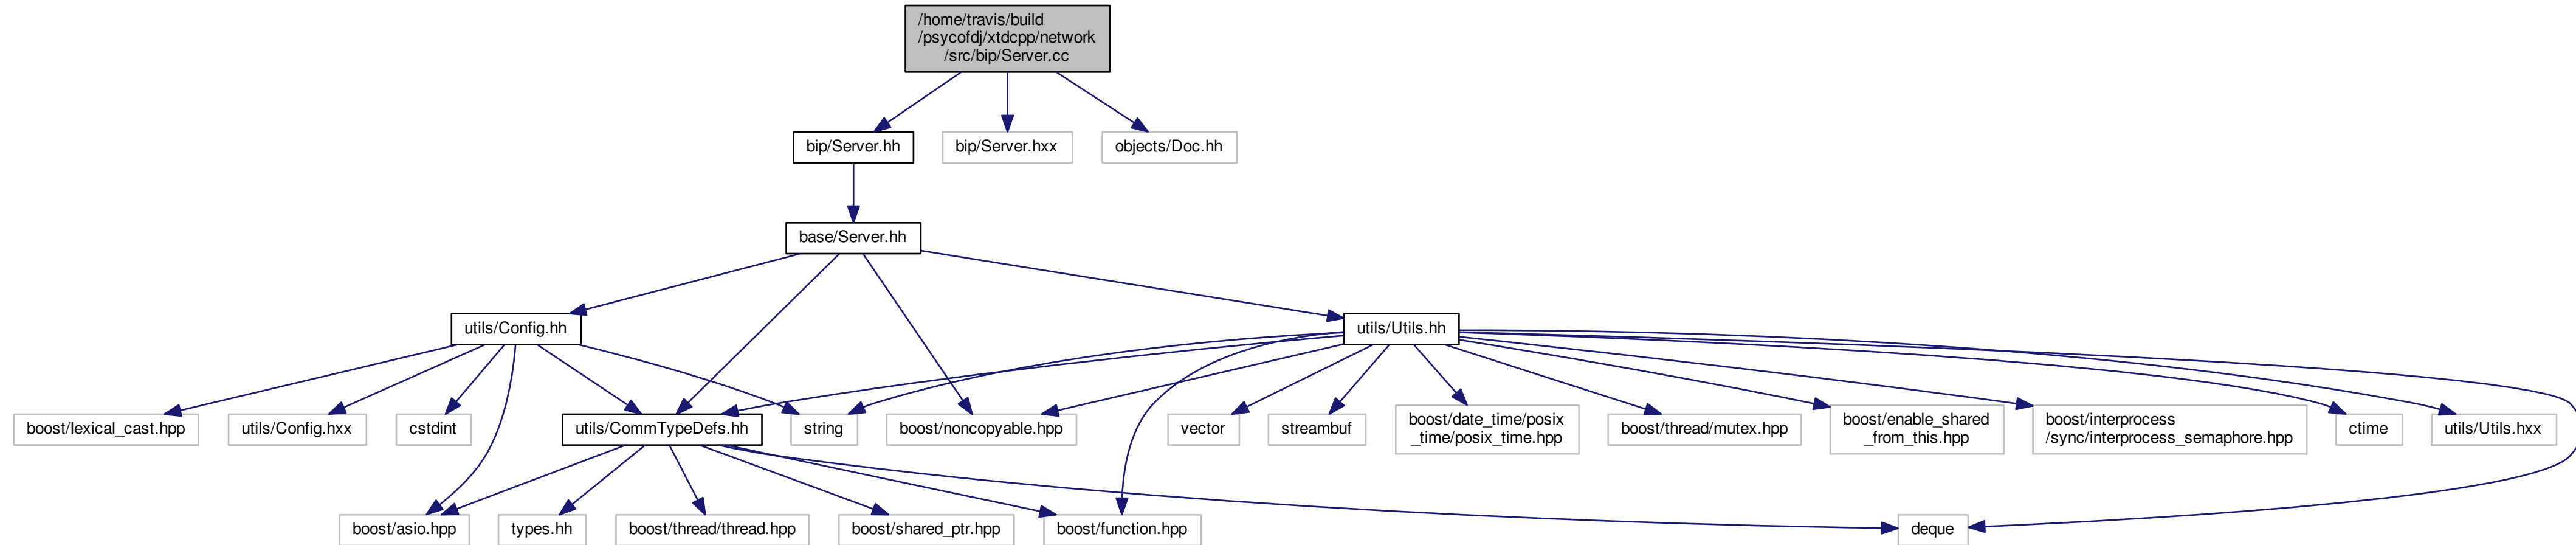 /home/travis/build
/psycofdj/xtdcpp/network
/src/bip/Server.cc
bip/Server.hh
bip/Server.hxx
objects/Doc.hh
base/Server.hh
utils/Config.hh
utils/Utils.hh
boost/lexical_cast.hpp
utils/Config.hxx
cstdint
utils/CommTypeDefs.hh
string
boost/noncopyable.hpp
vector
streambuf
boost/date_time/posix
_time/posix_time.hpp
boost/thread/mutex.hpp
boost/enable_shared
_from_this.hpp
boost/interprocess
/sync/interprocess_semaphore.hpp
ctime
utils/Utils.hxx
boost/asio.hpp
types.hh
boost/thread/thread.hpp
boost/shared_ptr.hpp
boost/function.hpp
deque